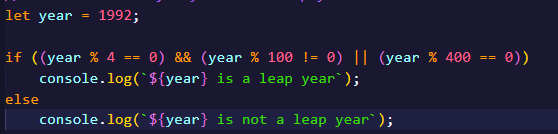 let year = 1992;
if ((year % 4 == 0) && (year % 100 != 0) || (year % 400 == 0))
console.log(`${year} is a leap year`);
else
console.log(`${year} is not a leap year`);